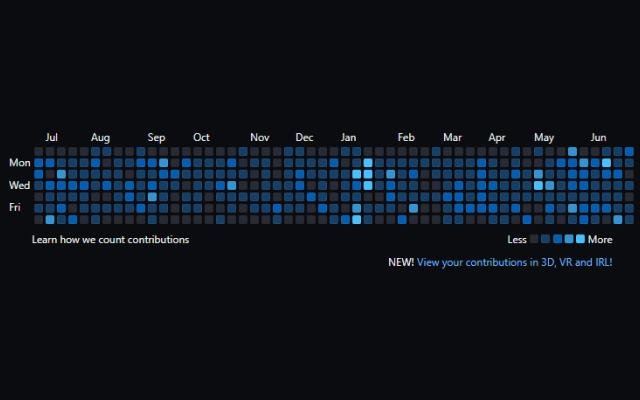 Jul Aug Sep Oct Nov Dec Jan Feb Mar Apr May Jun
Mon
Wed
Fri
Learn how we count contributions Less More
NEW! View your contributions in 3D, VR and IRL!